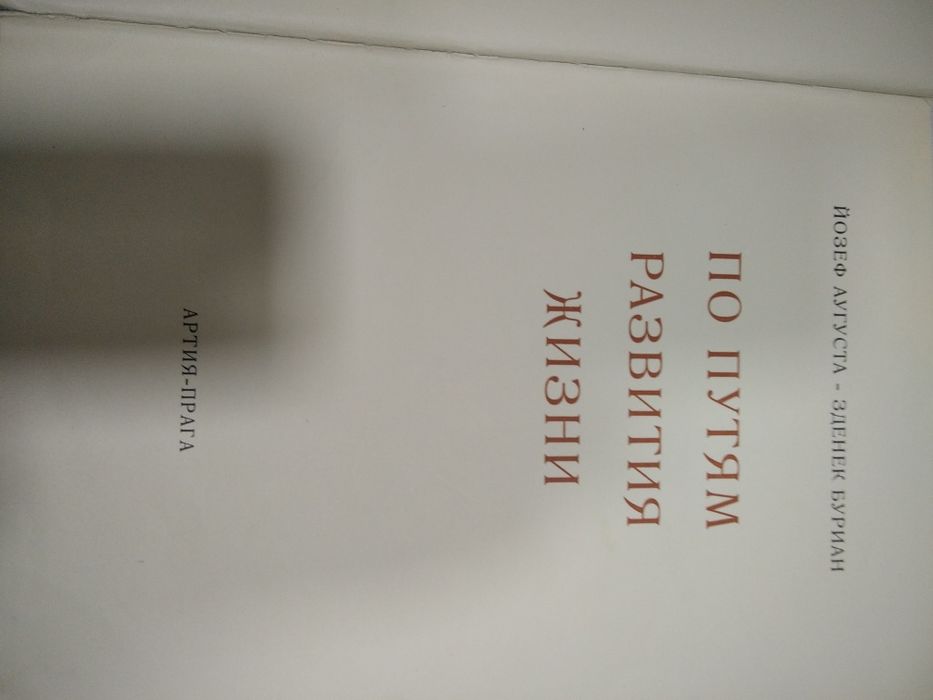 ЙОЗЕФ АУГУСТА - ЗДЕНЕК БУРИАН
ПО ПУТЯМ
РАЗВИТИЯ
ЖИЗНИ
АРТИЯ-ПРАГА